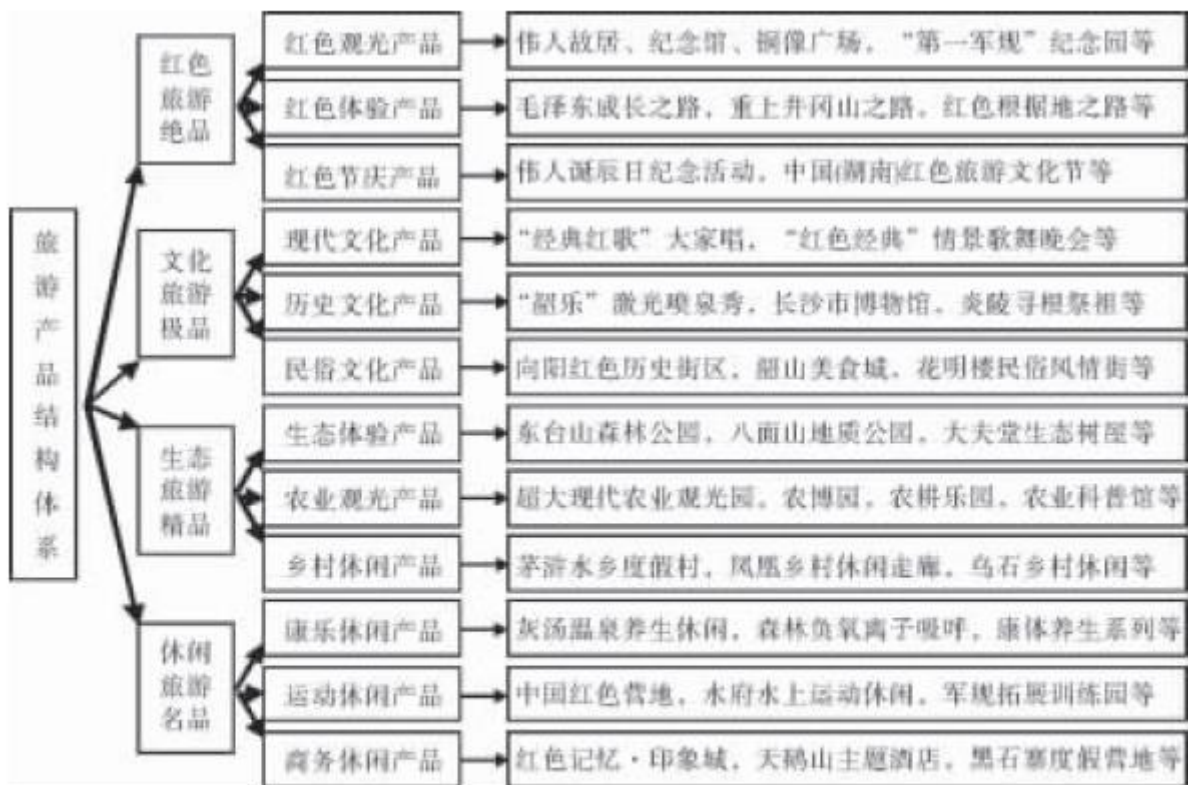 旅游产品结构体系
红色
旅游
绝品
红色观光产品
伟人故居、纪念馆、铜像广场，“第一军规”纪念园等
红色体验产品
毛泽东成长之路，重上井冈山之路，红色根据地之路等
红色节庆产品
伟人诞辰日纪念活动，中国(湖南)红色旅游文化节等
文化
旅游
极品
现代文化产品
“经典红歌”大家唱，“红色经典”情景歌舞晚会等
历史文化产品
“韶乐”激光喷泉秀，长沙市博物馆，炎陵寻根祭祖等
民俗文化产品
向阳红色历史街区，韶山美食城，花明楼民俗风情街等
生态
旅游
精品
生态体验产品
东台山森林公园，八面山地质公园，大夫堂生态树屋等
农业观光产品
超大现代农业观光园，农博园，农耕乐园，农业科普馆等
乡村休闲产品
茅浒水乡度假村，凤凰乡村休闲走廊，乌石乡村休闲等
休闲
旅游
名品
康乐休闲产品
灰汤温泉养生休闲，森林负氧离子吸呼，康体养生系列等
运动休闲产品
中国红色营地，水府水上运动休闲，军规拓展训练园等
商务休闲产品
红色记忆·印象城，天鹅山主题酒店，黑石寨度假营地等